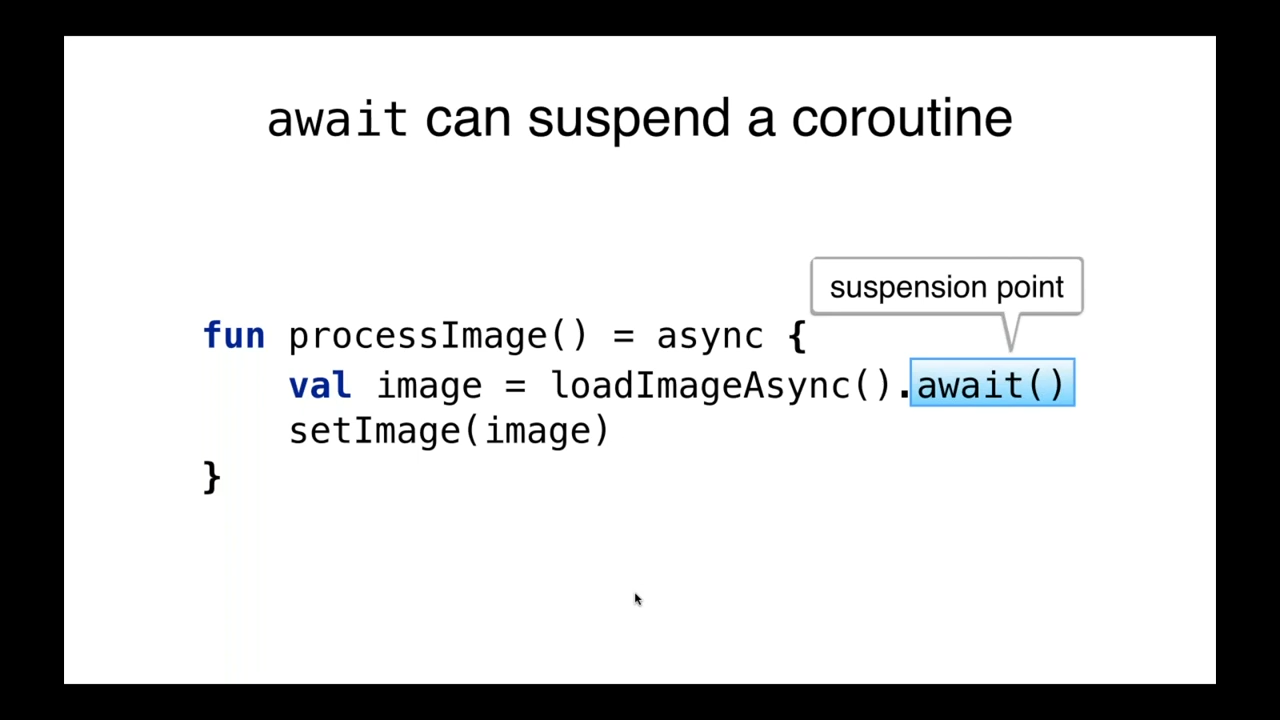 await can suspend a coroutine
suspension point
fun processImage() = async {
    val image = loadImageAsync().await()
    setImage(image)
}